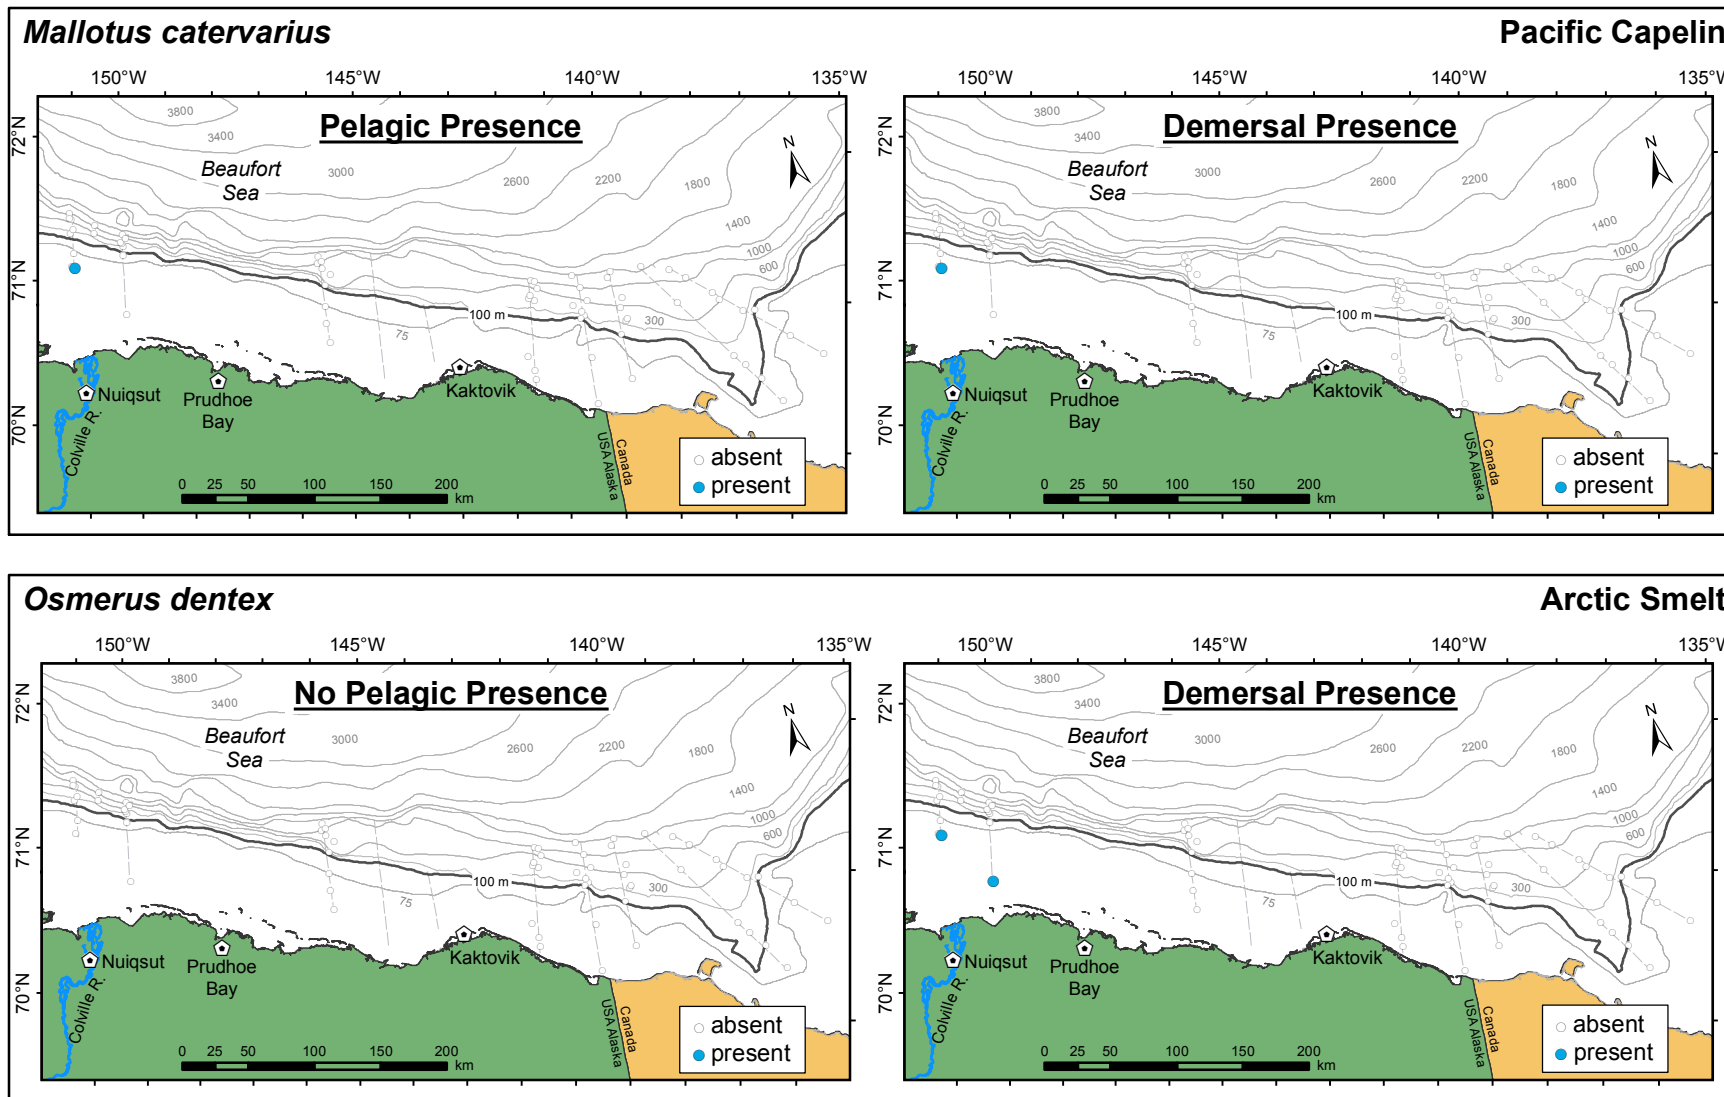 Mallotus catervarius
Pacific Capelin
150°W 145°W 140°W 135°W
150°W 145°W 140°W 135°W
72°N
71°N
70°N
Pelagic Presence
Beaufort
Sea
3800
3400
3000
2600
2200
1800
1400
1000
600
300
100 m
75
N
Nuiqsut
Prudhoe
Bay
Kaktovik
Colville R.
USA Alaska
Canada
absent
present
0 25 50 100 150 200
km
72°N
71°N
70°N
Demersal Presence
Beaufort
Sea
3800
3400
3000
2600
2200
1800
1400
1000
600
300
100 m
75
N
Nuiqsut
Prudhoe
Bay
Kaktovik
Colville R.
USA Alaska
Canada
absent
present
0 25 50 100 150 200
km
Osmerus dentex
Arctic Smelt
150°W 145°W 140°W 135°W
150°W 145°W 140°W 135°W
72°N
71°N
70°N
No Pelagic Presence
Beaufort
Sea
3800
3400
3000
2600
2200
1800
1400
1000
600
300
100 m
75
N
Nuiqsut
Prudhoe
Bay
Kaktovik
Colville R.
USA Alaska
Canada
absent
present
0 25 50 100 150 200
km
72°N
71°N
70°N
Demersal Presence
Beaufort
Sea
3800
3400
3000
2600
2200
1800
1400
1000
600
300
100 m
75
N
Nuiqsut
Prudhoe
Bay
Kaktovik
Colville R.
USA Alaska
Canada
absent
present
0 25 50 100 150 200
km